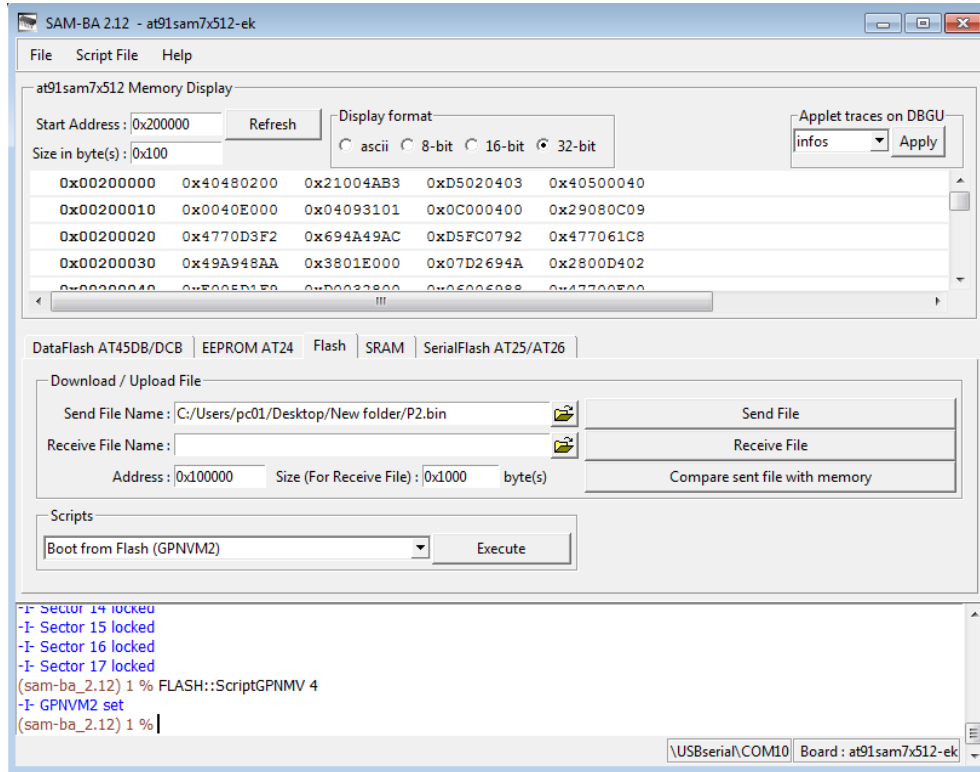 SAM-BA 2.12 - at91sam7x512-ek
File Script File Help
at91sam7x512 Memory Display
Start Address : 0x200000 Refresh
Size in byte(s) : 0x100
Display format
ascii 8-bit 16-bit 32-bit
Applet traces on DBGU
infos Apply
0x00200000 0x40480200 0x21004AB3 0xD5020403 0x40500040
0x00200010 0x0040E000 0x04093101 0x0C000400 0x29080C09
0x00200020 0x4770D3F2 0x694A49AC 0xD5FC0792 0x477061C8
0x00200030 0x49A948AA 0x3801E000 0x07D2694A 0x2800D402
DataFlash AT45DB/DCB EEPROM AT24 Flash SRAM SerialFlash AT25/AT26
Download / Upload File
Send File Name : C:/Users/pc01/Desktop/New folder/P2.bin Send File
Receive File Name : Receive File
Address : 0x100000 Size (For Receive File) : 0x1000 byte(s) Compare sent file with memory
Scripts
Boot from Flash (GPNVM2) Execute
-I- Sector 14 locked
-I- Sector 15 locked
-I- Sector 16 locked
-I- Sector 17 locked
(sam-ba_2.12) 1 % FLASH::ScriptGPNMV 4
-I- GPNVM2 set
(sam-ba_2.12) 1 %
\USBserial\COM10 Board : at91sam7x512-ek